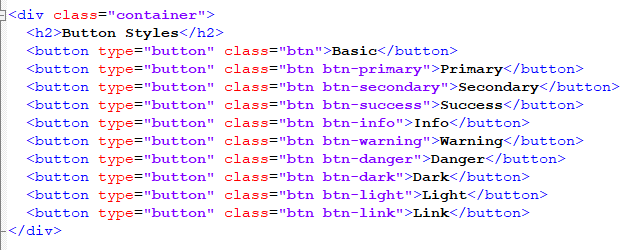 <div class="container">
  <h2>Button Styles</h2>
  <button type="button" class="btn">Basic</button>
  <button type="button" class="btn btn-primary">Primary</button>
  <button type="button" class="btn btn-secondary">Secondary</button>
  <button type="button" class="btn btn-success">Success</button>
  <button type="button" class="btn btn-info">Info</button>
  <button type="button" class="btn btn-warning">Warning</button>
  <button type="button" class="btn btn-danger">Danger</button>
  <button type="button" class="btn btn-dark">Dark</button>
  <button type="button" class="btn btn-light">Light</button>
  <button type="button" class="btn btn-link">Link</button>
</div>